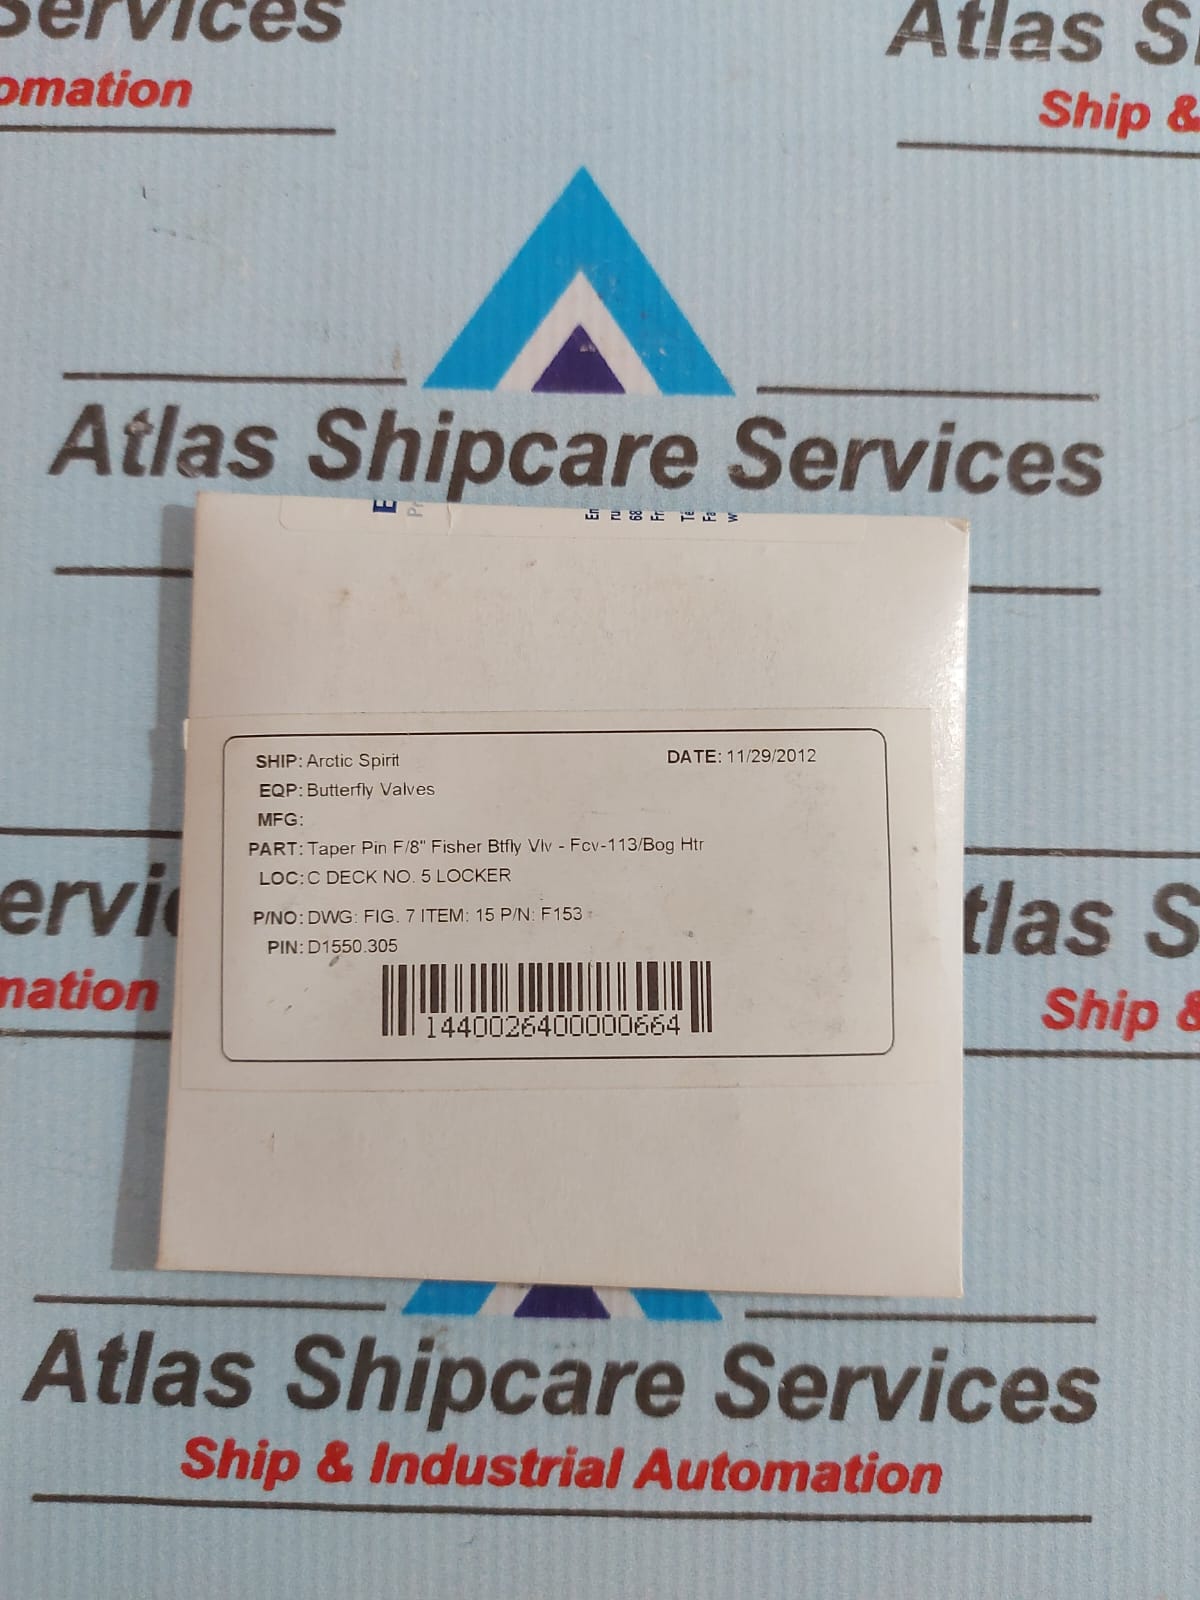 Services
omation
Atlas S
Ship &
Atlas Shipcare Services
SHIP: Arctic Spirit
DATE: 11/29/2012
EQP: Butterfly Valves
MFG:
PART: Taper Pin F/8" Fisher Btfly Vlv - Fcv-113/Bog Htr
LOC: C DECK NO. 5 LOCKER
P/NO: DWG: FIG. 7 ITEM: 15 P/N: F153
PIN: D1550.305
1440026400000664
ervic
mation
tlas S
Ship &
Atlas Shipcare Services
Ship & Industrial Automation